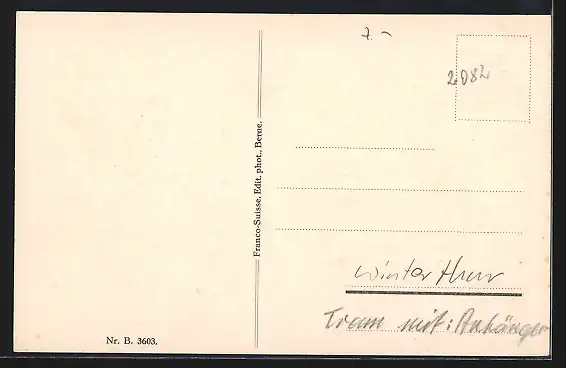 7.-
2082
Franco-Suisse, Edit. phot., Berne.
Winterthur
Tram mit: Anhänger
Nr. B. 3603.